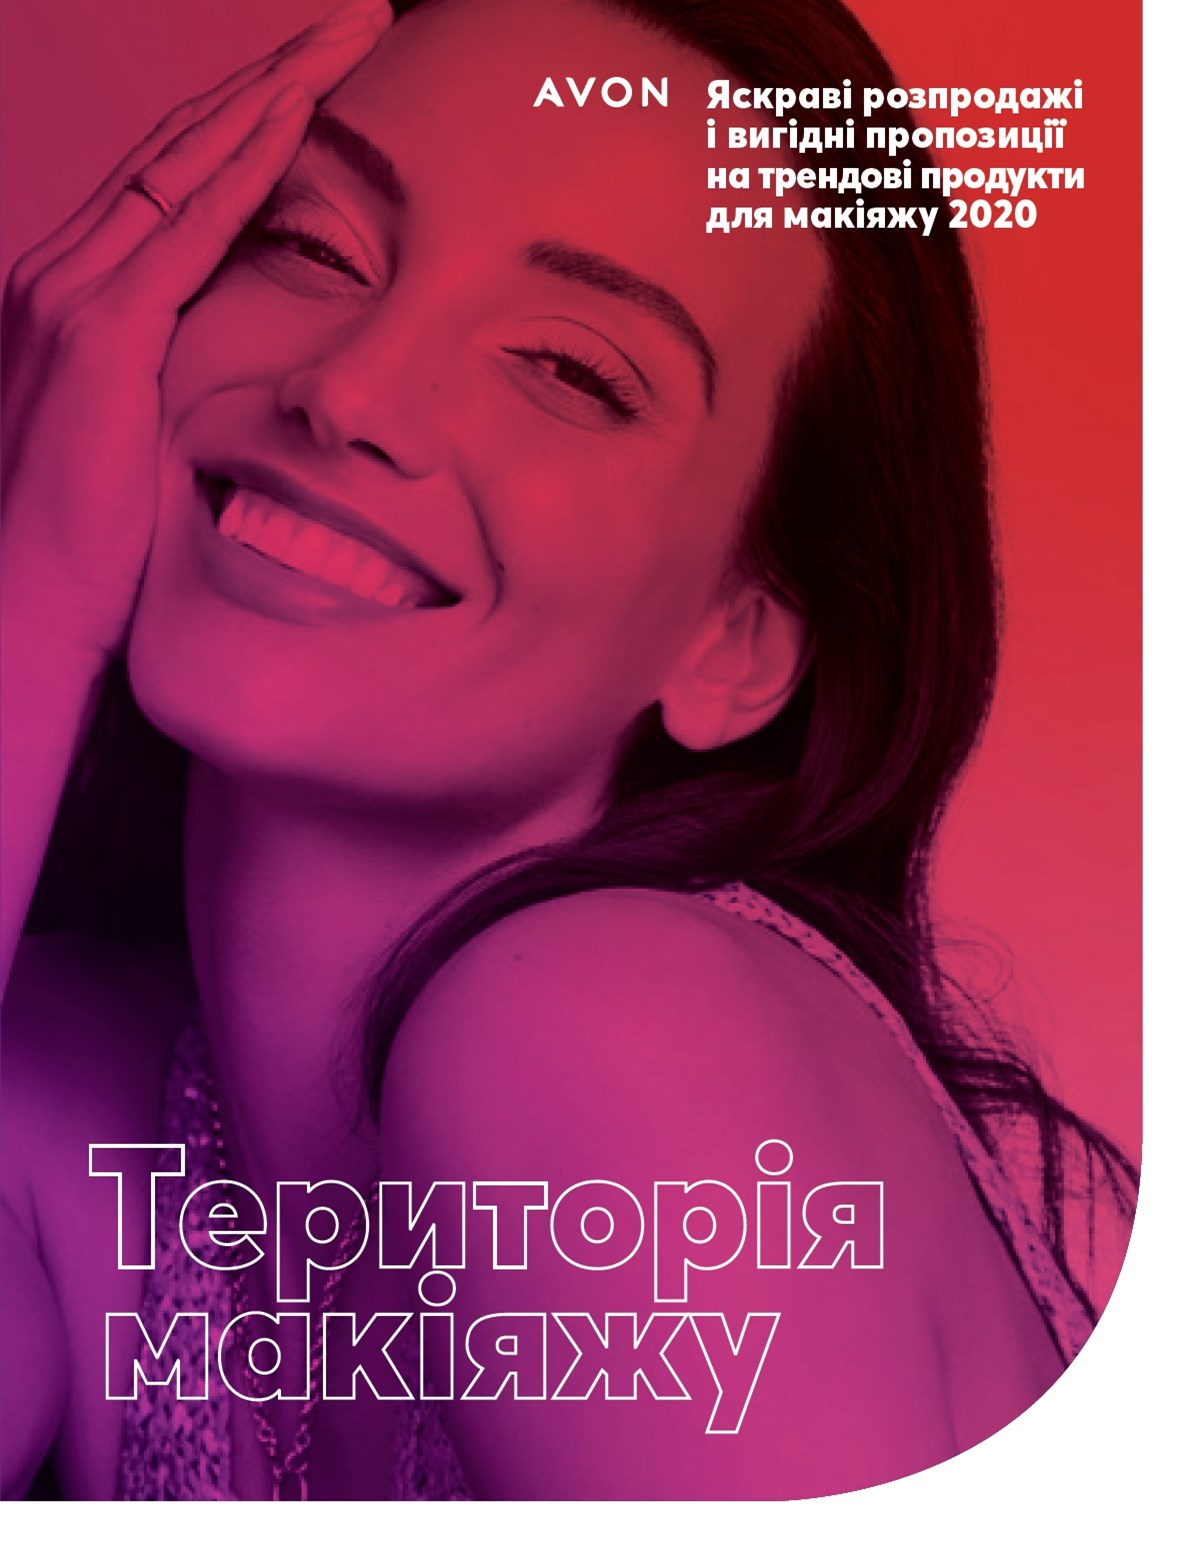 AVON
Яскраві розпродажі
і вигідні пропозиції
на трендові продукти
для макіяжу 2020
Територія
макіяжу